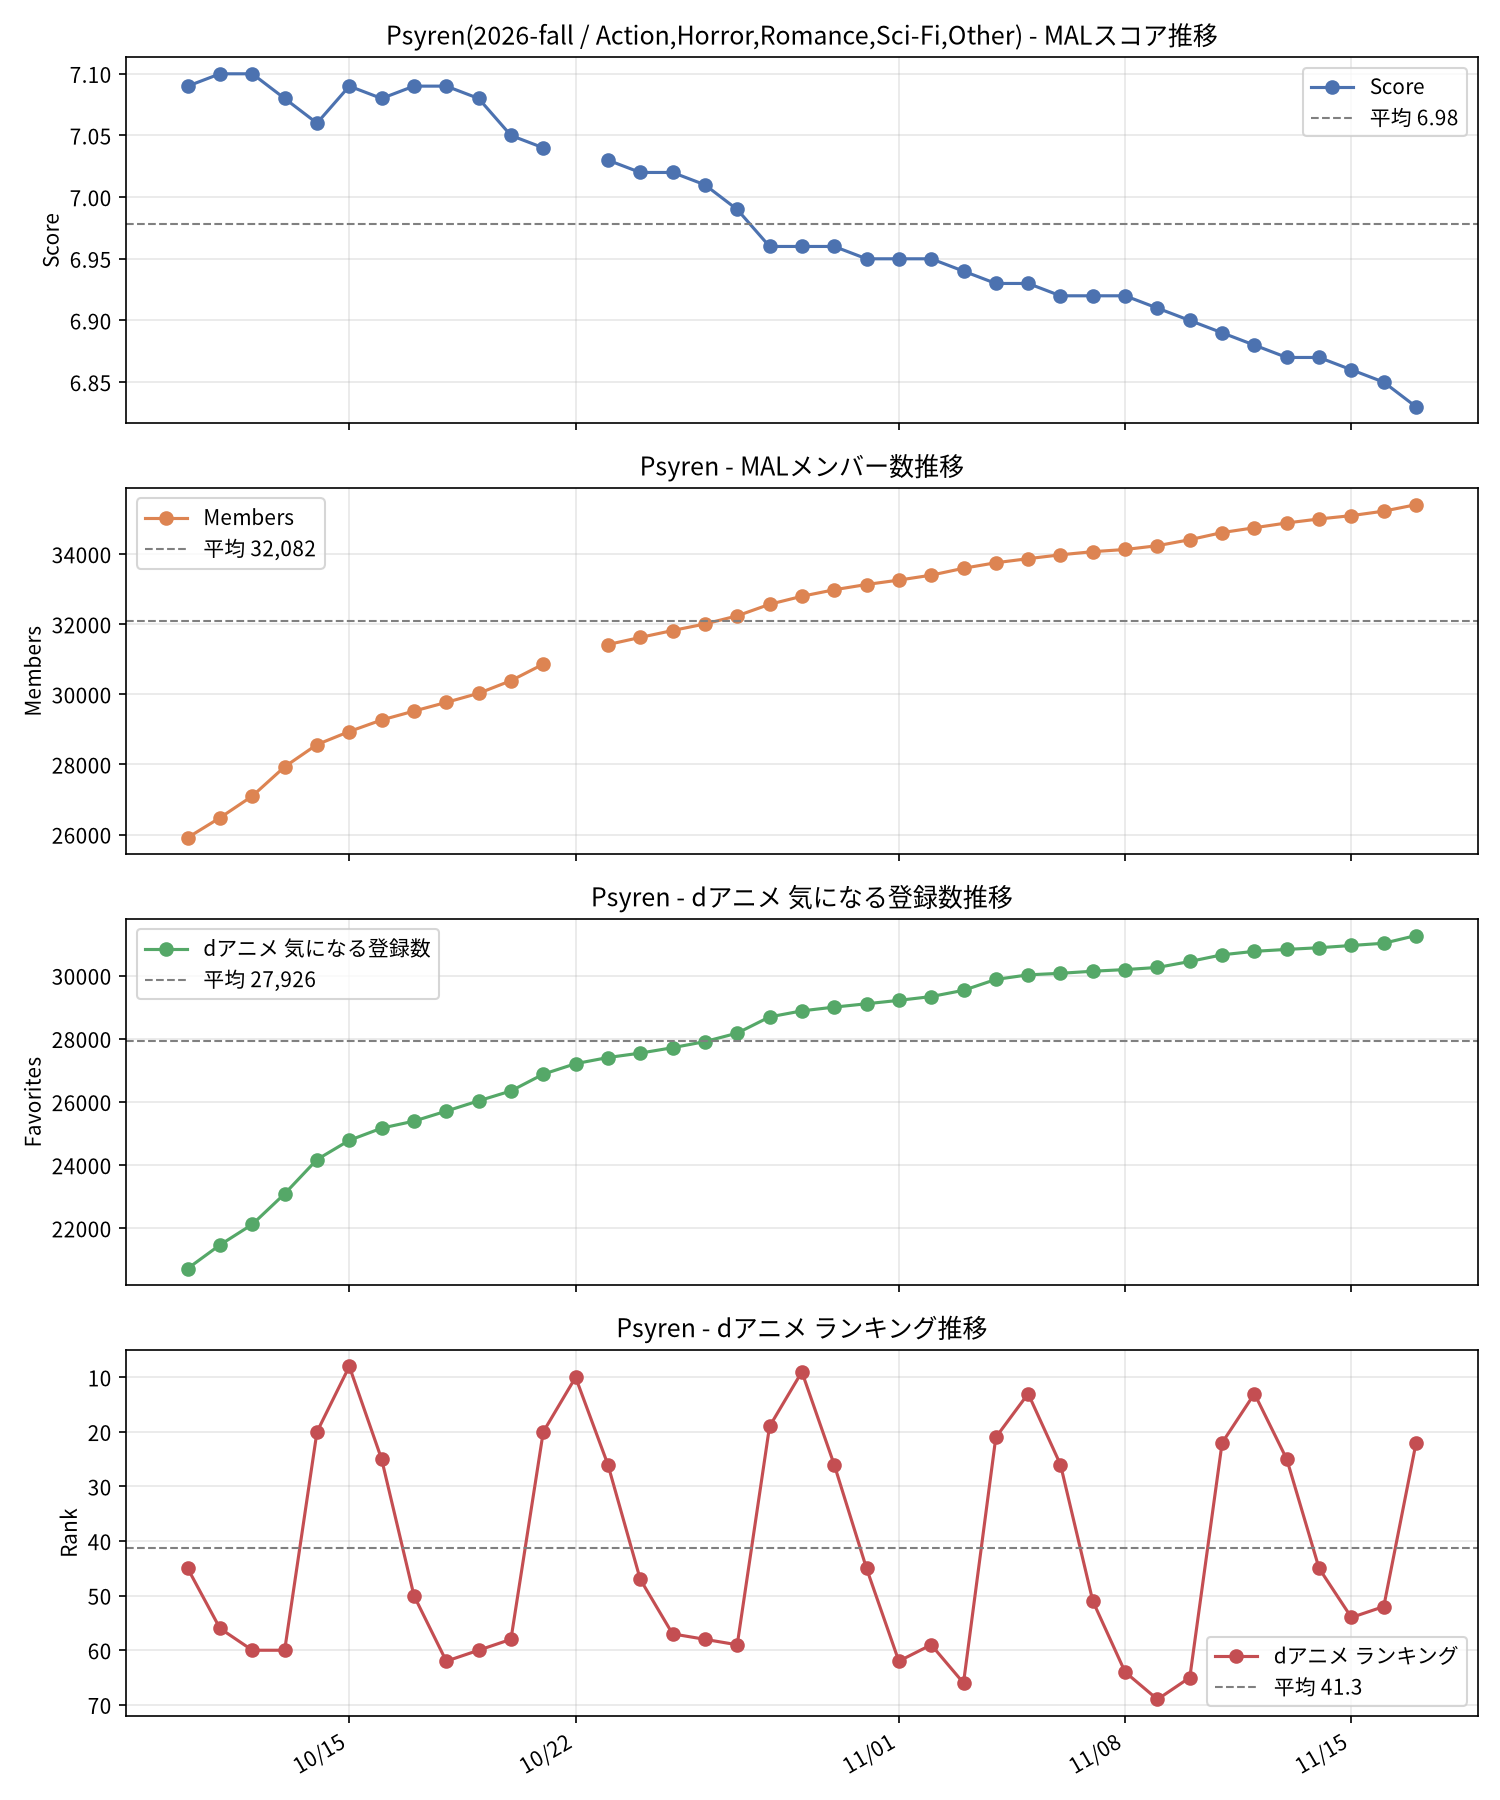 Psyren(2026-fall / Action,Horror,Romance,Sci-Fi,Other) - MALスコア推移
Score
平均 6.98
7.10
7.05
7.00
6.95
6.90
6.85
Score
Psyren - MALメンバー数推移
Members
平均 32,082
34000
32000
30000
28000
26000
Members
Psyren - dアニメ 気になる登録数推移
dアニメ 気になる登録数
平均 27,926
30000
28000
26000
24000
22000
Favorites
Psyren - dアニメ ランキング推移
10
20
30
40
50
60
70
Rank
dアニメ ランキング
平均 41.3
10/15
10/22
11/01
11/08
11/15